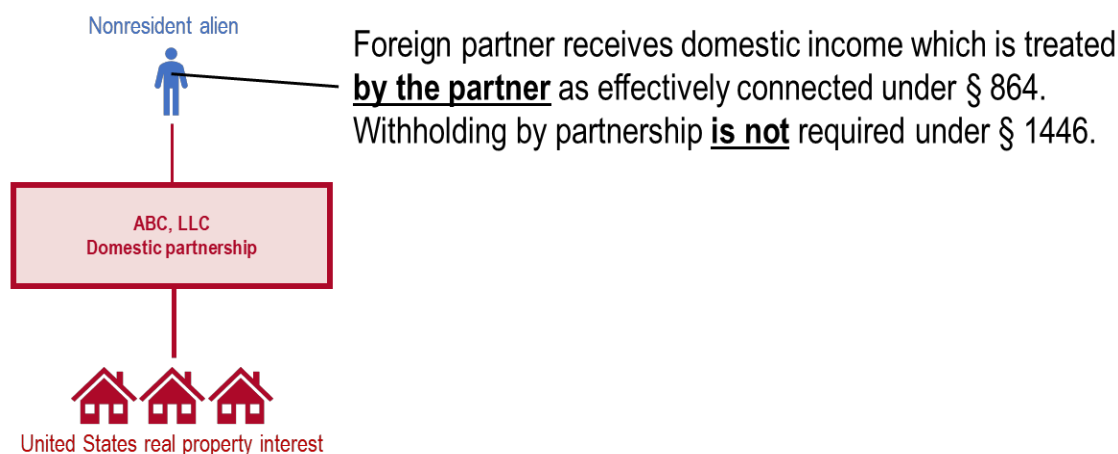 Nonresident alien
Foreign partner receives domestic income which is treated
by the partner as effectively connected under § 864.
Withholding by partnership is not required under § 1446.
ABC, LLC
Domestic partnership
United States real property interest